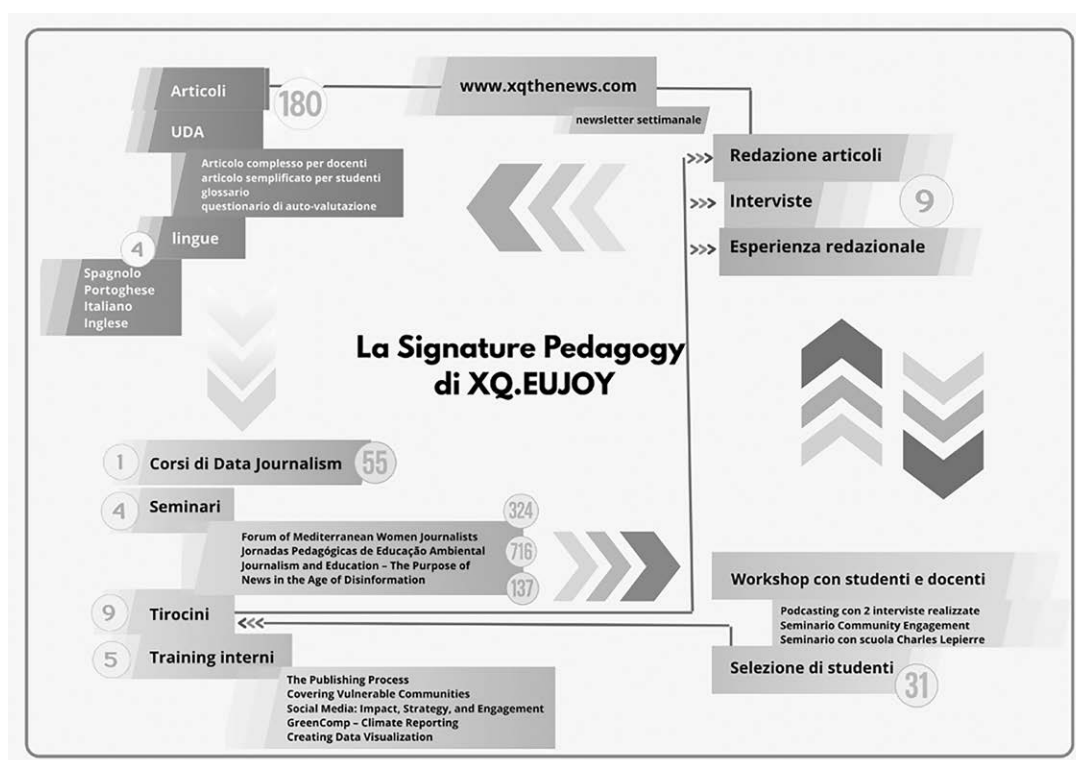 Articoli
180
UDA
Articolo complesso per docenti
articolo semplificato per studenti
glossario
questionario di auto-valutazione
4
lingue
Spagnolo
Portoghese
Italiano
Inglese
www.xqthenews.com
newsletter settimanale
>>> Redazione articoli
>>> Interviste
9
>>> Esperienza redazionale
La Signature Pedagogy
di XQ.EUJOY
1
Corsi di Data Journalism
55
4
Seminari
324
Forum of Mediterranean Women Journalists
Jornadas Pedagógicas de Educação Ambiental
716
Journalism and Education – The Purpose of
News in the Age of Disinformation
137
9
Tirocini
<<<
5
Training interni
The Publishing Process
Covering Vulnerable Communities
Social Media: Impact, Strategy, and Engagement
GreenComp – Climate Reporting
Creating Data Visualization
Workshop con studenti e docenti
Podcasting con 2 interviste realizzate
Seminario Community Engagement
Seminario con scuola Charles Lepierre
Selezione di studenti
31